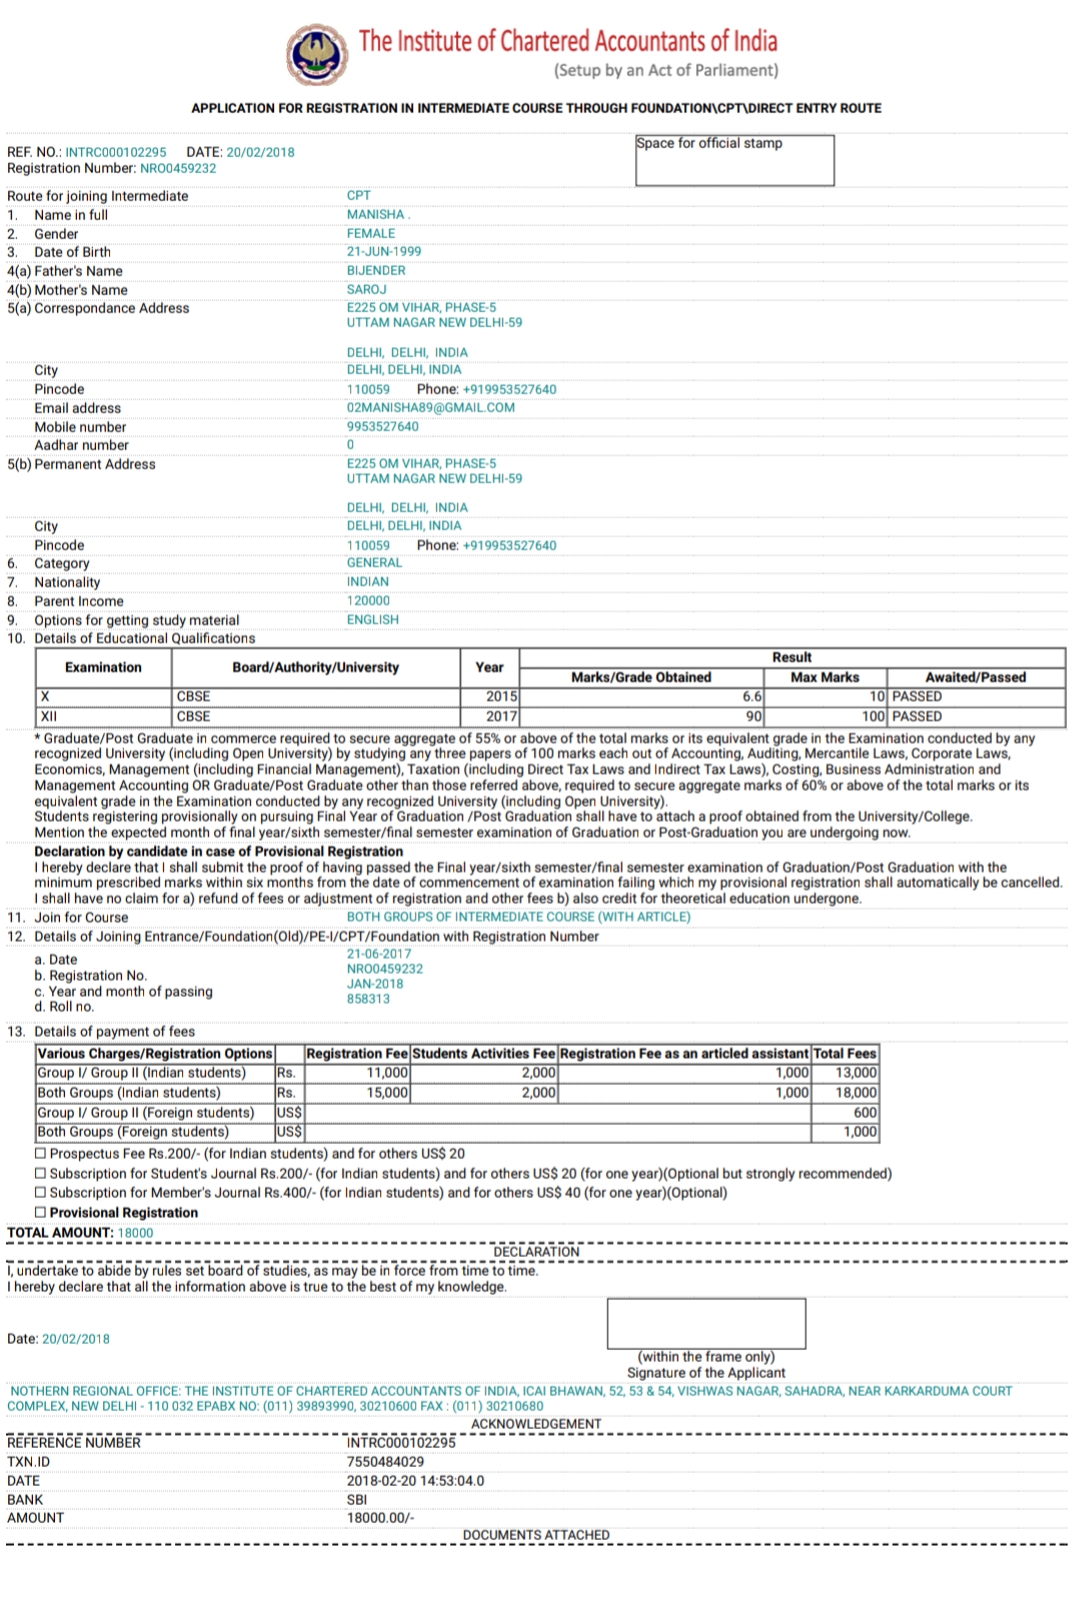 The Institute of Chartered Accountants of India
(Setup by an Act of Parliament)
APPLICATION FOR REGISTRATION IN INTERMEDIATE COURSE THROUGH FOUNDATION\CPT\DIRECT ENTRY ROUTE
Space for official stamp
REF. NO.: INTRC000102295 DATE: 20/02/2018
Registration Number: NRO0459232
Route for joining Intermediate CPT
1. Name in full MANISHA .
2. Gender FEMALE
3. Date of Birth 21-JUN-1999
4(a) Father's Name BIJENDER
4(b) Mother's Name SAROJ
5(a) Correspondance Address E225 OM VIHAR, PHASE-5
UTTAM NAGAR NEW DELHI-59
DELHI, DELHI, INDIA
City DELHI, DELHI, INDIA
Pincode 110059 Phone: +919953527640
Email address 02MANISHA89@GMAIL.COM
Mobile number 9953527640
Aadhar number 0
5(b) Permanent Address E225 OM VIHAR, PHASE-5
UTTAM NAGAR NEW DELHI-59
DELHI, DELHI, INDIA
City DELHI, DELHI, INDIA
Pincode 110059 Phone: +919953527640
6. Category GENERAL
7. Nationality INDIAN
8. Parent Income 120000
9. Options for getting study material ENGLISH
10. Details of Educational Qualifications
Examination Board/Authority/University Year Result
Marks/Grade Obtained Max Marks Awaited/Passed
X CBSE 2015 6.6 10 PASSED
XII CBSE 2017 90 100 PASSED
* Graduate/Post Graduate in commerce required to secure aggregate of 55% or above of the total marks or its equivalent grade in the Examination conducted by any
recognized University (including Open University) by studying any three papers of 100 marks each out of Accounting, Auditing, Mercantile Laws, Corporate Laws,
Economics, Management (including Financial Management), Taxation (including Direct Tax Laws and Indirect Tax Laws), Costing, Business Administration and
Management Accounting OR Graduate/Post Graduate other than those referred above, required to secure aggregate marks of 60% or above of the total marks or its
equivalent grade in the Examination conducted by any recognized University (including Open University).
Students registering provisionally on pursuing Final Year of Graduation /Post Graduation shall have to attach a proof obtained from the University/College.
Mention the expected month of final year/sixth semester/final semester examination of Graduation or Post-Graduation you are undergoing now.
Declaration by candidate in case of Provisional Registration
I hereby declare that I shall submit the proof of having passed the Final year/sixth semester/final semester examination of Graduation/Post Graduation with the
minimum prescribed marks within six months from the date of commencement of examination failing which my provisional registration shall automatically be cancelled.
I shall have no claim for a) refund of fees or adjustment of registration and other fees b) also credit for theoretical education undergone.
11. Join for Course BOTH GROUPS OF INTERMEDIATE COURSE (WITH ARTICLE)
12. Details of Joining Entrance/Foundation(Old)/PE-I/CPT/Foundation with Registration Number
a. Date 21-06-2017
b. Registration No. NRO0459232
c. Year and month of passing JAN-2018
d. Roll no. 858313
13. Details of payment of fees
Various Charges/Registration Options Registration Fee Students Activities Fee Registration Fee as an articled assistant Total Fees
Group I/ Group II (Indian students) Rs. 11,000 2,000 1,000 13,000
Both Groups (Indian students) Rs. 15,000 2,000 1,000 18,000
Group I/ Group II (Foreign students) US$ 600
Both Groups (Foreign students) US$ 1,000
☐ Prospectus Fee Rs.200/- (for Indian students) and for others US$ 20
☐ Subscription for Student's Journal Rs.200/- (for Indian students) and for others US$ 20 (for one year)(Optional but strongly recommended)
☐ Subscription for Member's Journal Rs.400/- (for Indian students) and for others US$ 40 (for one year)(Optional)
☐ Provisional Registration
TOTAL AMOUNT: 18000
DECLARATION
I, undertake to abide by rules set board of studies, as may be in force from time to time.
I hereby declare that all the information above is true to the best of my knowledge.
Date: 20/02/2018
(within the frame only)
Signature of the Applicant
NOTHERN REGIONAL OFFICE: THE INSTITUTE OF CHARTERED ACCOUNTANTS OF INDIA, ICAI BHAWAN, 52, 53 & 54, VISHWAS NAGAR, SAHADRA, NEAR KARKARDUMA COURT
COMPLEX, NEW DELHI - 110 032 EPABX NO: (011) 39893990, 30210600 FAX : (011) 30210680
ACKNOWLEDGEMENT
REFERENCE NUMBER INTRC000102295
TXN.ID 7550484029
DATE 2018-02-20 14:53:04.0
BANK SBI
AMOUNT 18000.00/-
DOCUMENTS ATTACHED